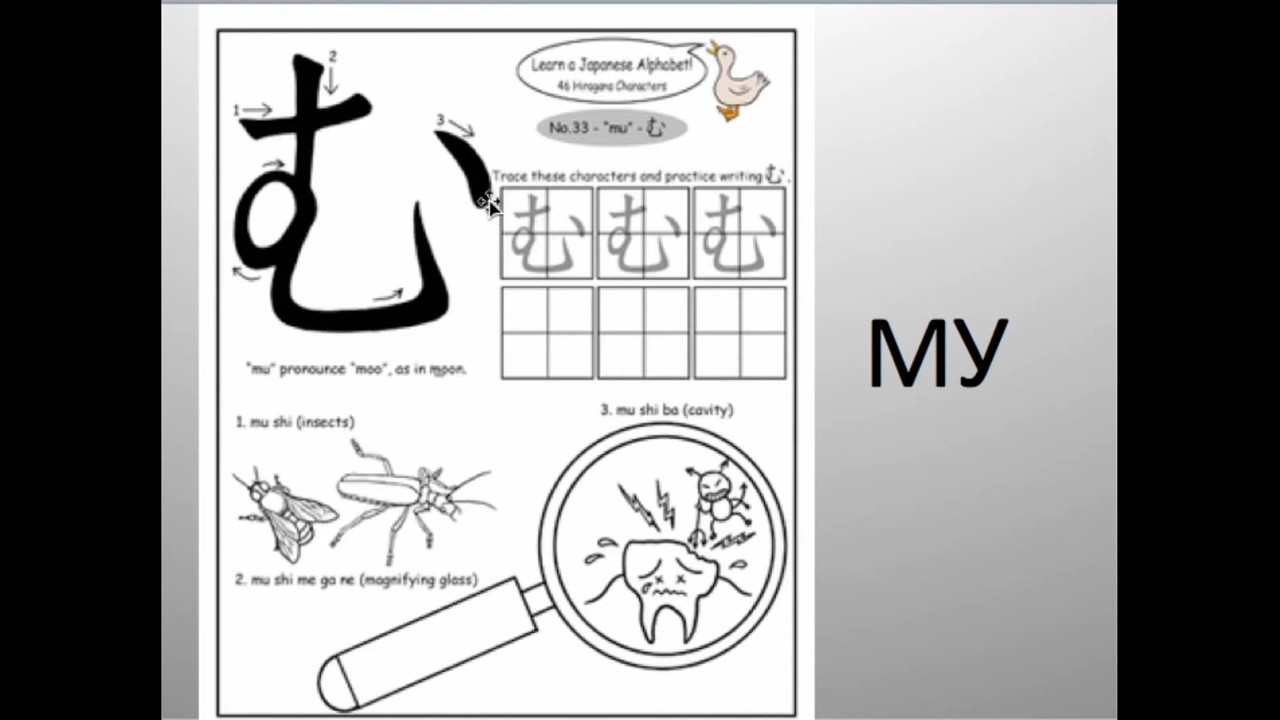 む
1
2
3
Learn a Japanese Alphabet!
46 Hiragana Characters
No.33 - "mu" - む
Trace these characters and practice writing む.
む む む
"mu" pronounce "moo", as in moon.
МУ
1. mu shi (insects)
3. mu shi ba (cavity)
2. mu shi me ga ne (magnifying glass)